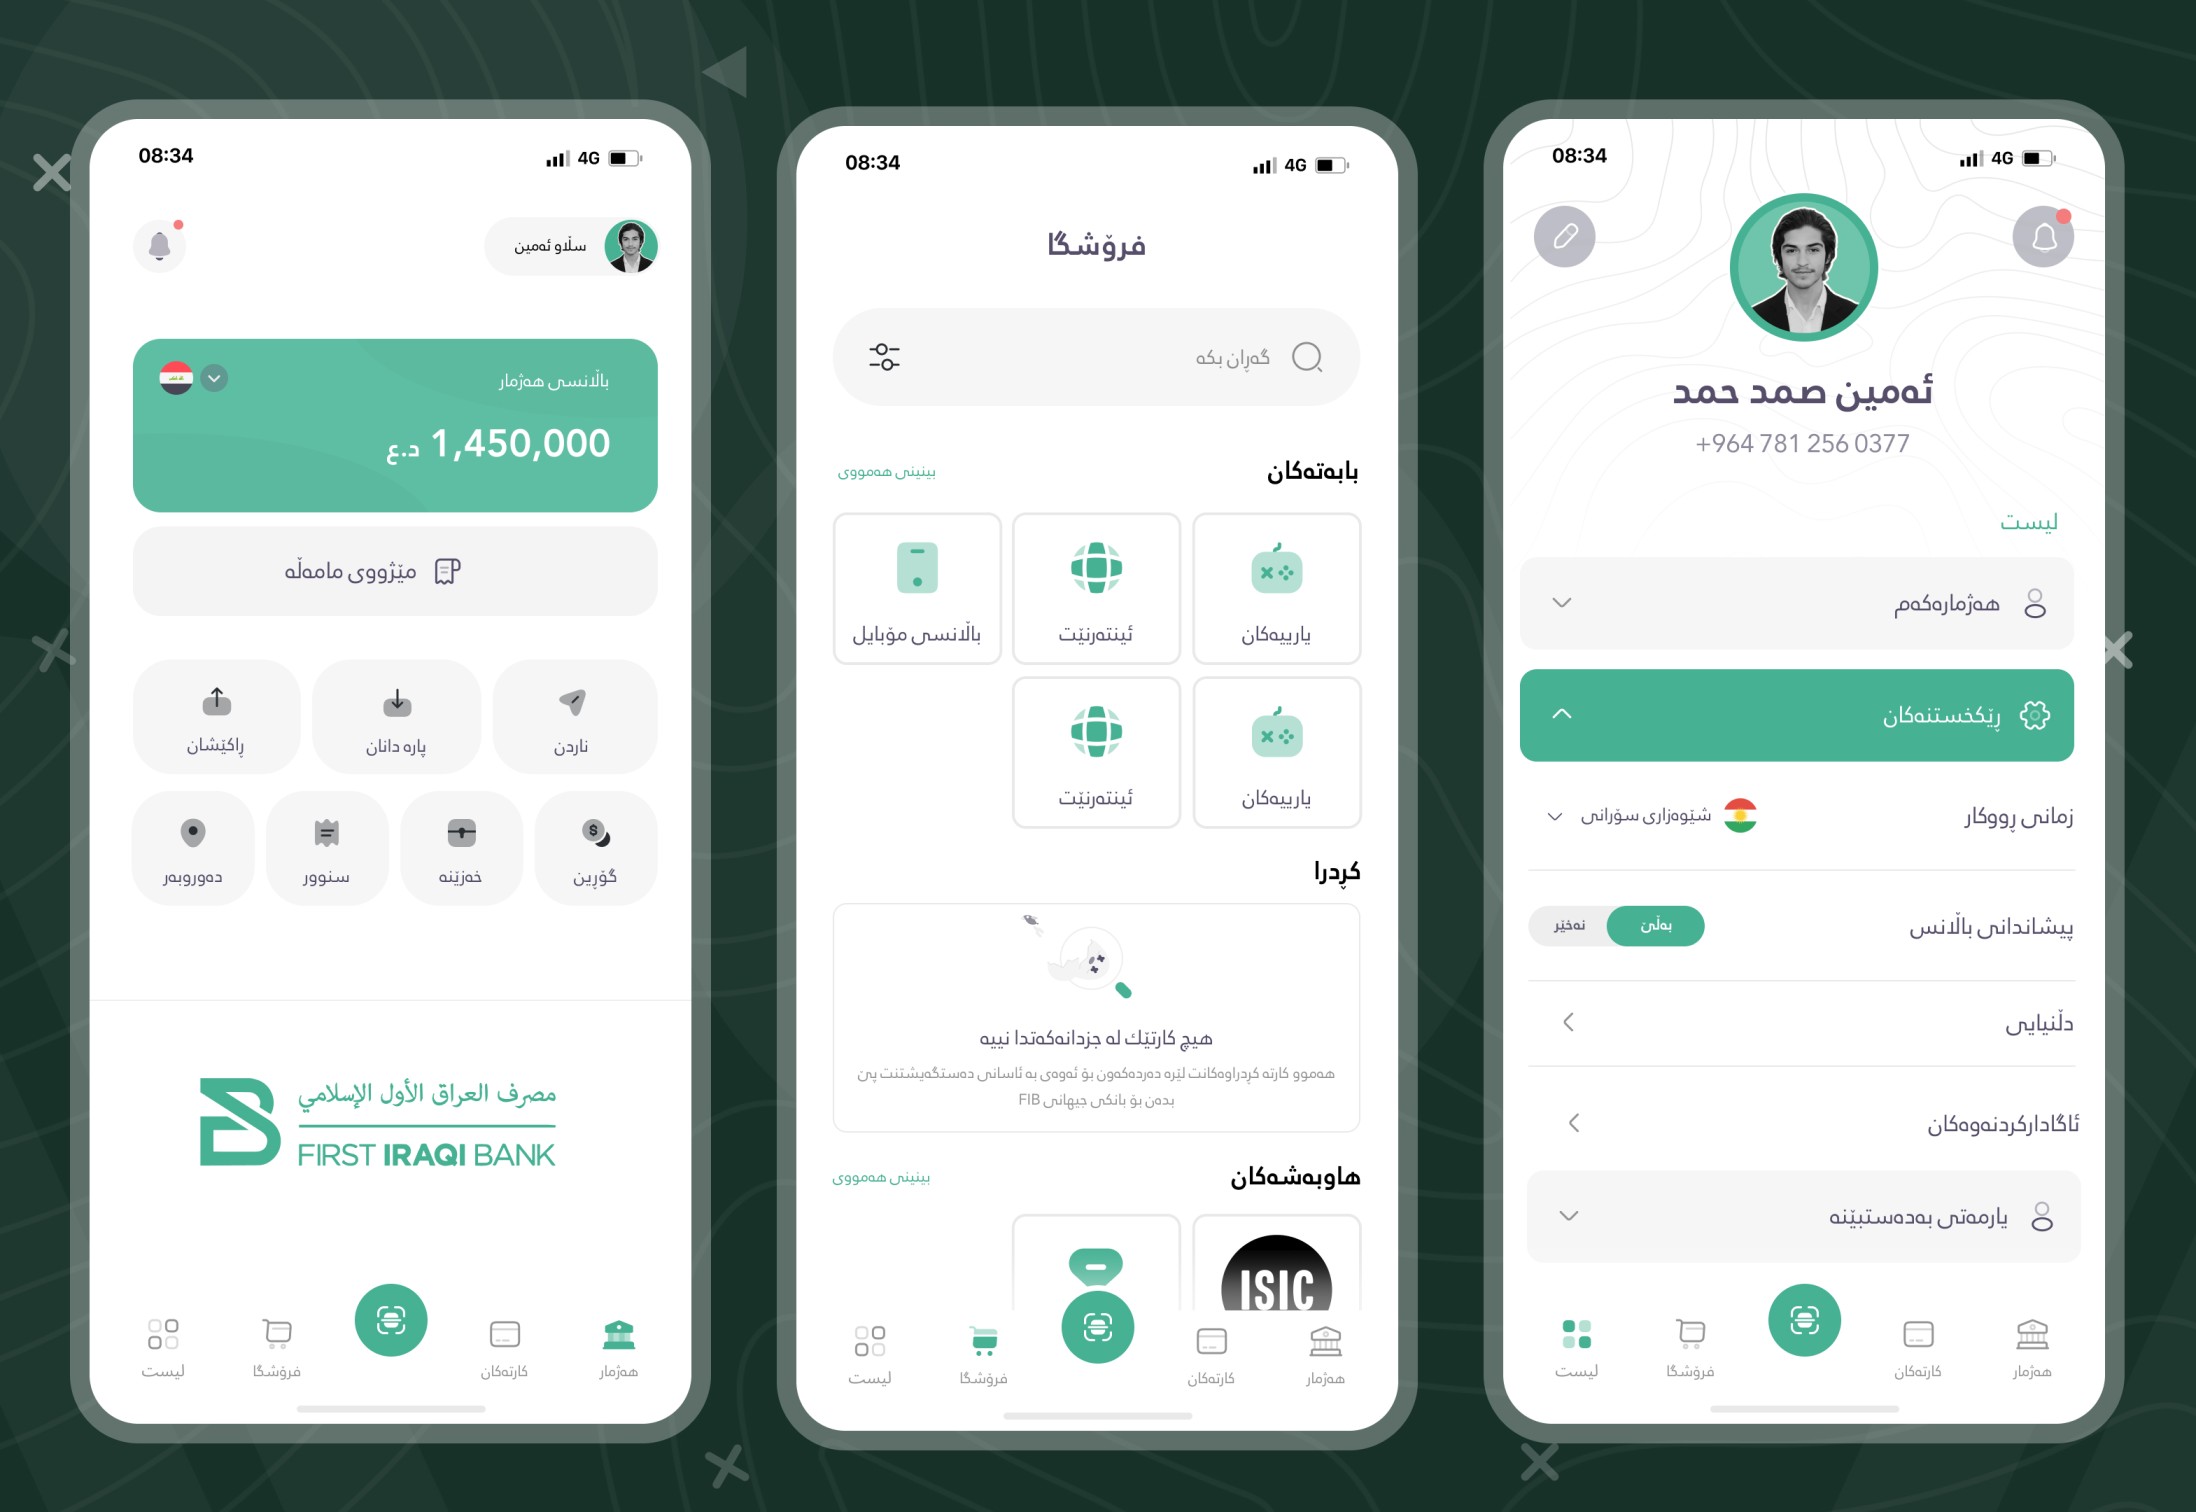 08:34
4G
سڵاو ئەمین
باڵانسی هەژمار
1,450,000 د.ع
مێژووی مامەڵە
ناردن
پارە دانان
ڕاکێشان
گۆڕین
خەزێنە
سنوور
دەوروبەر
مصرف العراق الأول الإسلامي
FIRST IRAQI BANK
هەژمار
کارتەکان
فرۆشگا
لیست
08:34
4G
فرۆشگا
گەڕان بکە
بابەتەکان
بینینی هەمووی
یارییەکان
ئینتەرنێت
باڵانسی مۆبایل
یارییەکان
ئینتەرنێت
کڕدرا
هیچ کارتێك لە جزدانەکەتدا نییە
هەموو کارتە کڕدراوەکانت لێرە دەردەکەون بۆ ئەوەی بە ئاسانی دەستگەیشتنت پێ
بدەن بۆ بانکی جیهانی FIB
هاوبەشەکان
بینینی هەمووی
ISIC
هەژمار
کارتەکان
فرۆشگا
لیست
08:34
4G
ئەمین صمد حمد
+964 781 256 0377
لیست
هەژمارەکەم
ڕێکخستنەکان
زمانی ڕووکار
شێوەزاری سۆرانی
پیشاندانی باڵانس
بەڵێ
نەخێر
دڵنیایی
ئاگادارکردنەوەکان
یارمەتی بەدەستبێنە
هەژمار
کارتەکان
فرۆشگا
لیست